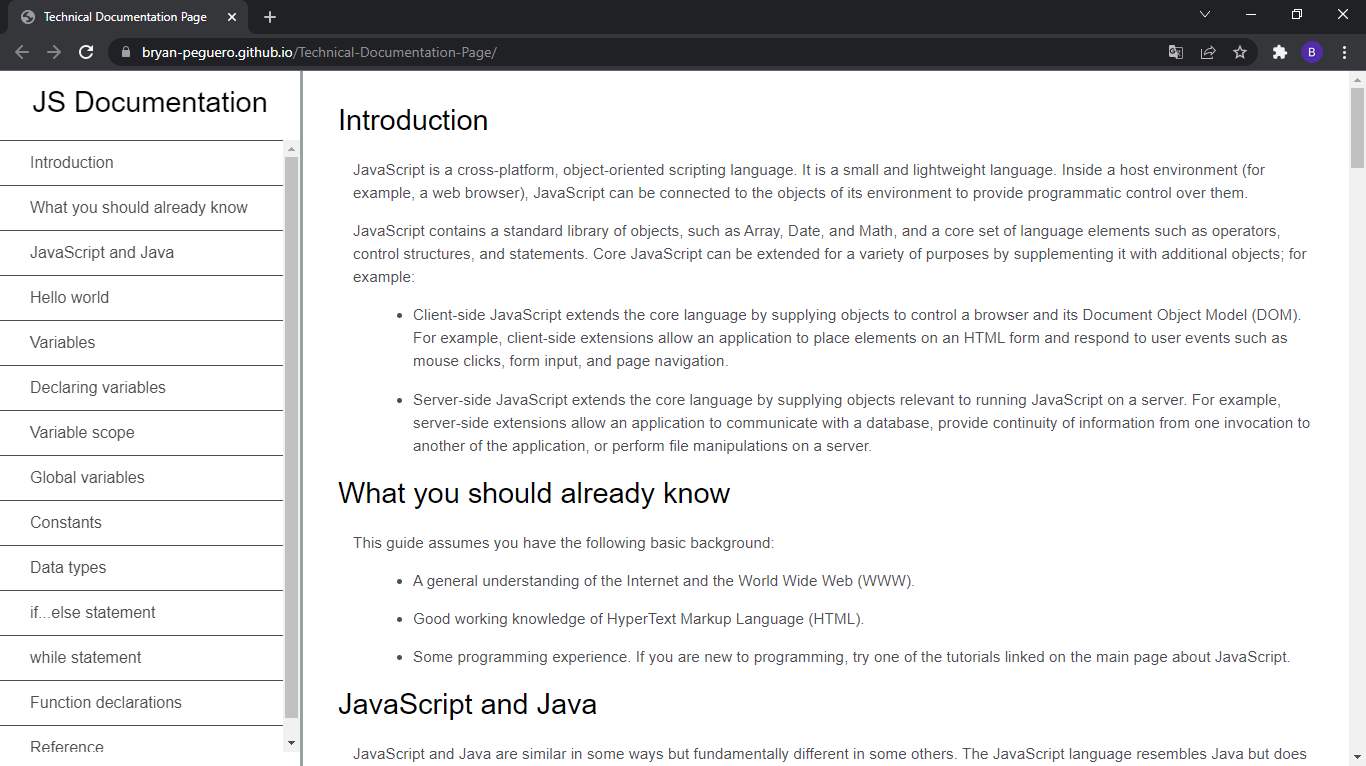 Technical Documentation Page
bryan-peguero.github.io/Technical-Documentation-Page/
B
JS Documentation
Introduction
What you should already know
JavaScript and Java
Hello world
Variables
Declaring variables
Variable scope
Global variables
Constants
Data types
if...else statement
while statement
Function declarations
Reference
Introduction
JavaScript is a cross-platform, object-oriented scripting language. It is a small and lightweight language. Inside a host environment (for
example, a web browser), JavaScript can be connected to the objects of its environment to provide programmatic control over them.
JavaScript contains a standard library of objects, such as Array, Date, and Math, and a core set of language elements such as operators,
control structures, and statements. Core JavaScript can be extended for a variety of purposes by supplementing it with additional objects; for
example:
• Client-side JavaScript extends the core language by supplying objects to control a browser and its Document Object Model (DOM).
For example, client-side extensions allow an application to place elements on an HTML form and respond to user events such as
mouse clicks, form input, and page navigation.
• Server-side JavaScript extends the core language by supplying objects relevant to running JavaScript on a server. For example,
server-side extensions allow an application to communicate with a database, provide continuity of information from one invocation to
another of the application, or perform file manipulations on a server.
What you should already know
This guide assumes you have the following basic background:
• A general understanding of the Internet and the World Wide Web (WWW).
• Good working knowledge of HyperText Markup Language (HTML).
• Some programming experience. If you are new to programming, try one of the tutorials linked on the main page about JavaScript.
JavaScript and Java
JavaScript and Java are similar in some ways but fundamentally different in some others. The JavaScript language resembles Java but does